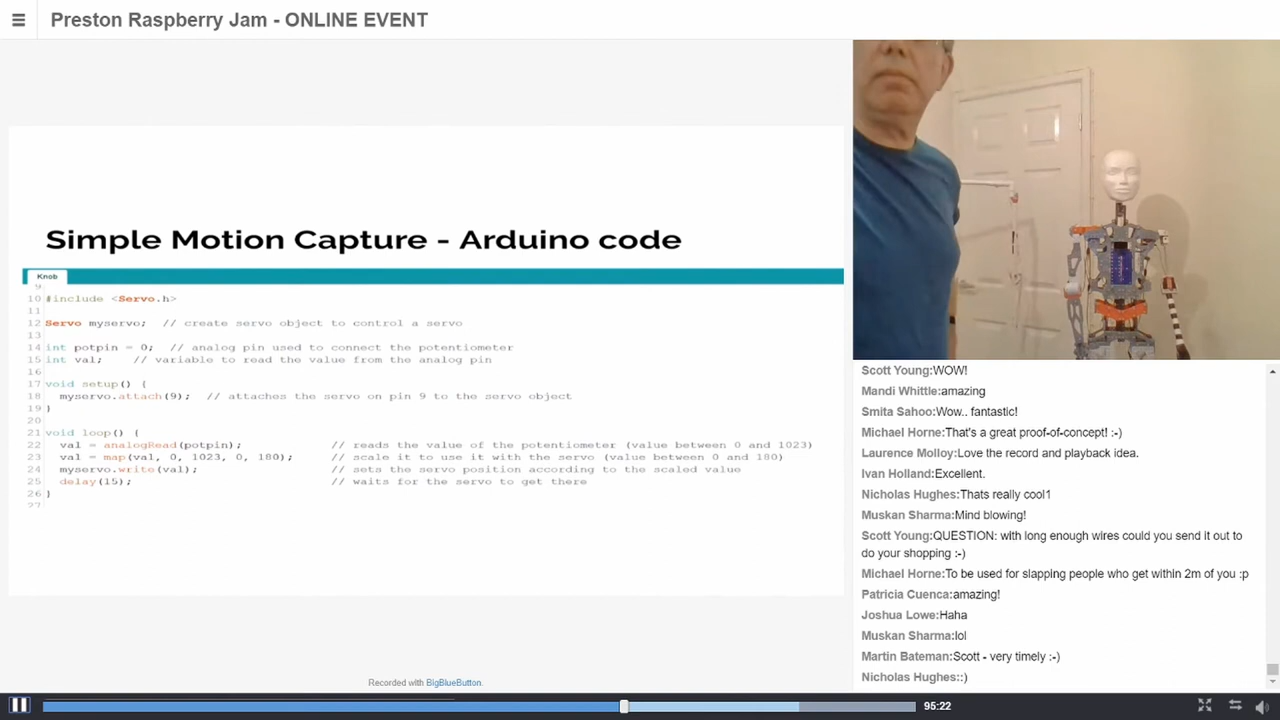 Preston Raspberry Jam - ONLINE EVENT
Simple Motion Capture - Arduino code
Knob
9
10 #include <Servo.h>
11
12 Servo myservo;  // create servo object to control a servo
13
14 int potpin = 0;  // analog pin used to connect the potentiometer
15 int val;    // variable to read the value from the analog pin
16
17 void setup() {
18   myservo.attach(9);  // attaches the servo on pin 9 to the servo object
19 }
20
21 void loop() {
22   val = analogRead(potpin);            // reads the value of the potentiometer (value between 0 and 1023)
23   val = map(val, 0, 1023, 0, 180);     // scale it to use it with the servo (value between 0 and 180)
24   myservo.write(val);                  // sets the servo position according to the scaled value
25   delay(15);                           // waits for the servo to get there
26 }
27
Scott Young:WOW!
Mandi Whittle:amazing
Smita Sahoo:Wow.. fantastic!
Michael Horne:That's a great proof-of-concept! :-)
Laurence Molloy:Love the record and playback idea.
Ivan Holland:Excellent.
Nicholas Hughes:Thats really cool1
Muskan Sharma:Mind blowing!
Scott Young:QUESTION: with long enough wires could you send it out to
do your shopping :-)
Michael Horne:To be used for slapping people who get within 2m of you :p
Patricia Cuenca:amazing!
Joshua Lowe:Haha
Muskan Sharma:lol
Martin Bateman:Scott - very timely :-)
Nicholas Hughes::)
Recorded with BigBlueButton.
95:22